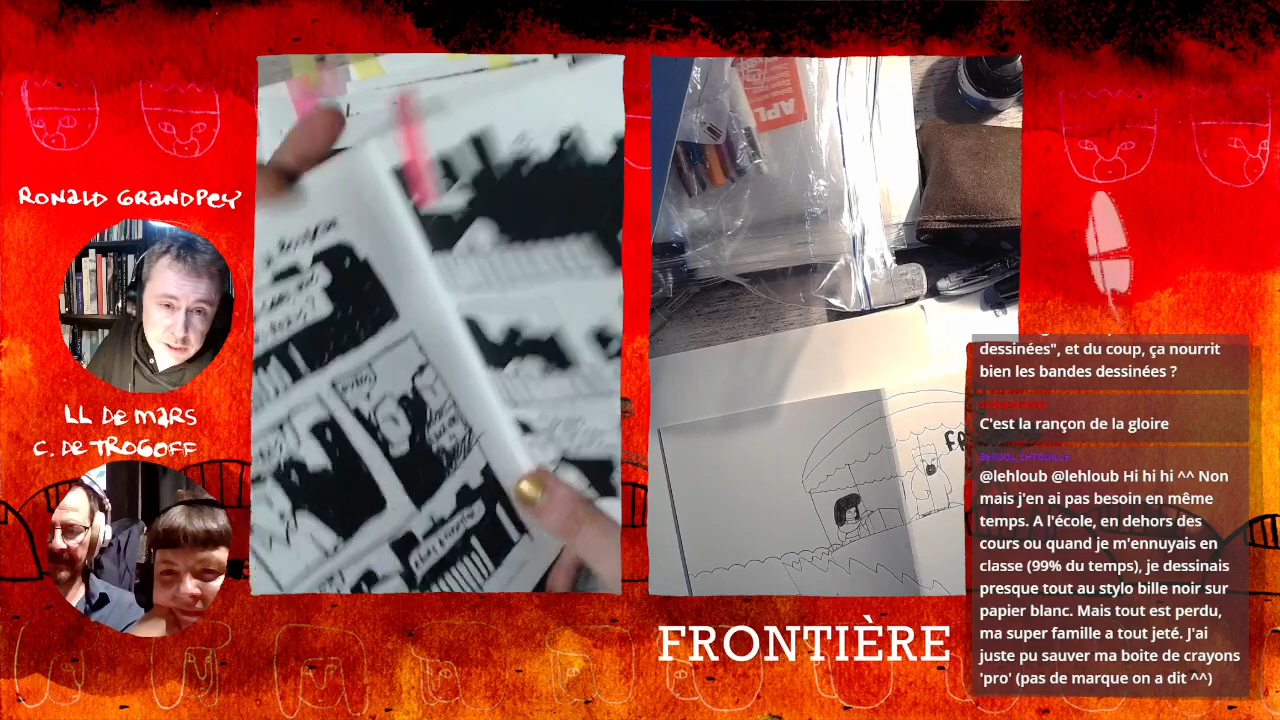 RONALD GRANDPEY
LL DE MARS
C. DE TROGOFF
APLI
FRONTIÈRE
dessinées", et du coup, ça nourrit
bien les bandes dessinées ?
C'est la rançon de la gloire
BERDOL_CHTOUILLE
@lehloub @lehloub Hi hi hi ^^ Non
mais j'en ai pas besoin en même
temps. A l'école, en dehors des
cours ou quand je m'ennuyais en
classe (99% du temps), je dessinais
presque tout au stylo bille noir sur
papier blanc. Mais tout est perdu,
ma super famille a tout jeté. J'ai
juste pu sauver ma boite de crayons
'pro' (pas de marque on a dit ^^)